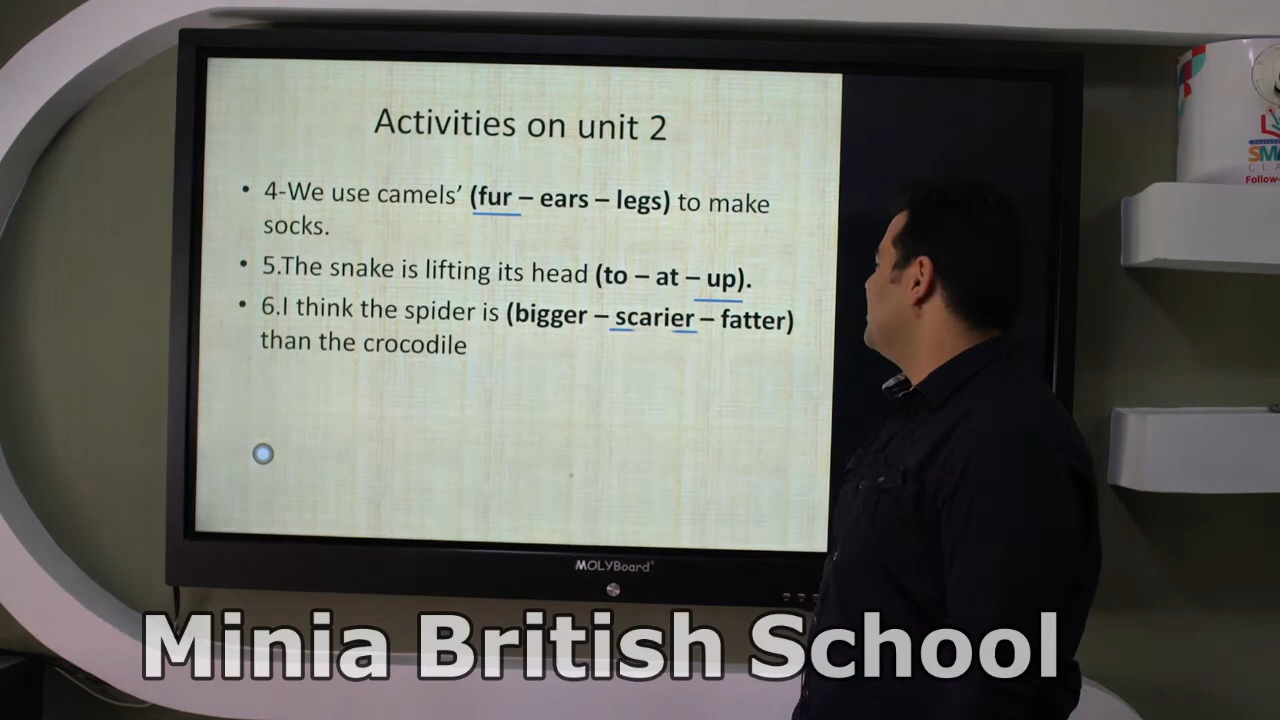 Activities on unit 2
• 4-We use camels’ (fur – ears – legs) to make
socks.
• 5.The snake is lifting its head (to – at – up).
• 6.I think the spider is (bigger – scarier – fatter)
than the crocodile
MOLYBoard
Minia British School
Follow-